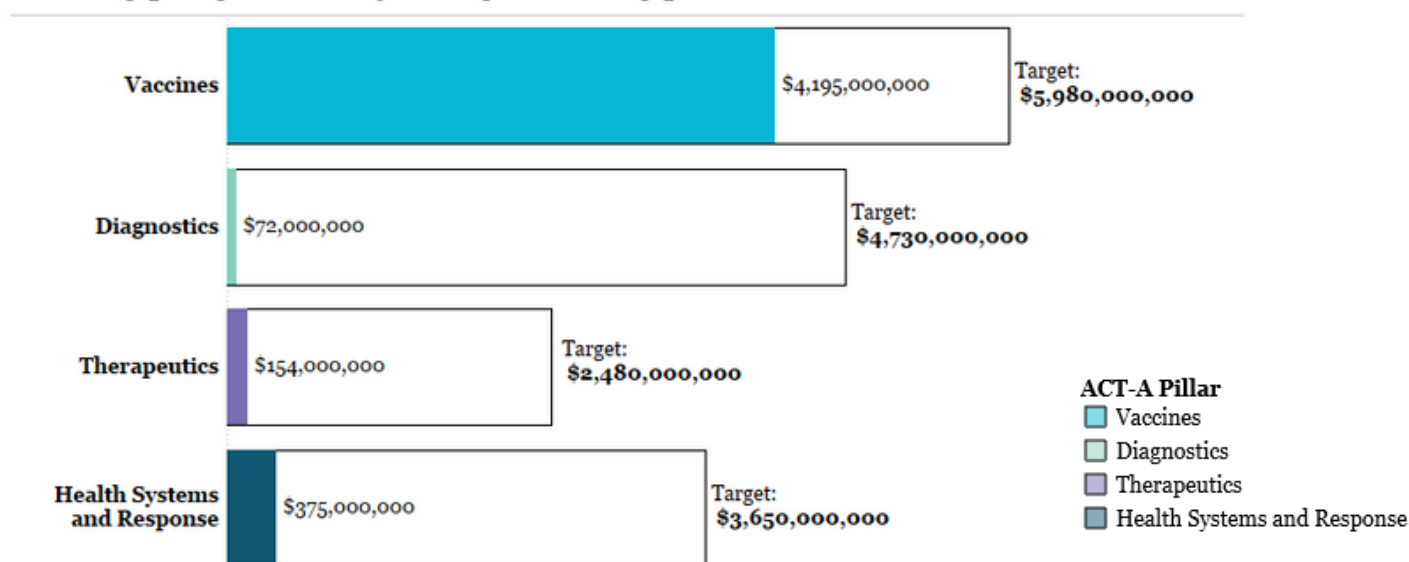 Vaccines
$4,195,000,000
Target:
$5,980,000,000
Diagnostics
$72,000,000
Target:
$4,730,000,000
Therapeutics
$154,000,000
Target:
$2,480,000,000
Health Systems
and Response
$375,000,000
Target:
$3,650,000,000
ACT-A Pillar
Vaccines
Diagnostics
Therapeutics
Health Systems and Response